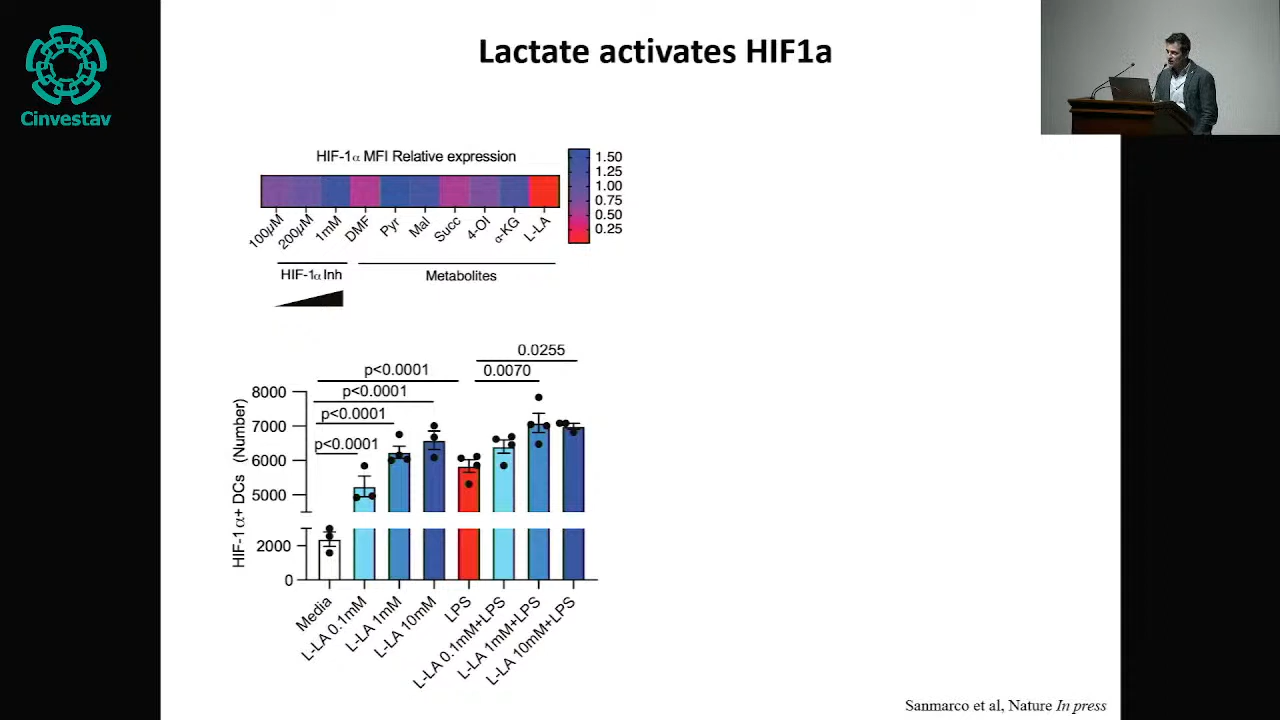 Lactate activates HIF1a
Cinvestav
HIF-1α MFI Relative expression
1.50
1.25
1.00
0.75
0.50
0.25
100µM
200µM
1mM
DMF
Pyr
Mal
Succ
4-OI
α-KG
L-LA
HIF-1α Inh
Metabolites
0.0255
p<0.0001
0.0070
p<0.0001
p<0.0001
p<0.0001
HIF-1α+ DCs (Number)
8000
7000
6000
5000
2000
0
Media
L-LA 0.1mM
L-LA 1mM
L-LA 10mM
LPS
L-LA 0.1mM+LPS
L-LA 1mM+LPS
L-LA 10mM+LPS
Sanmarco et al, Nature In press